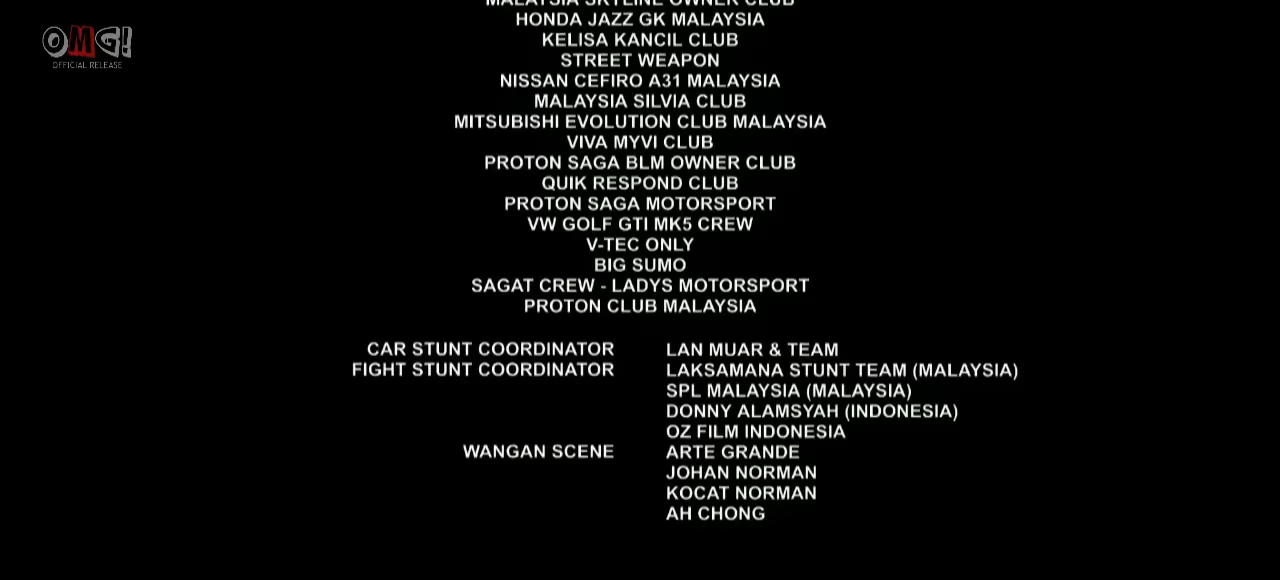 OMG!
OFFICIAL RELEASE
MALAYSIA SKYLINE OWNER CLUB
HONDA JAZZ GK MALAYSIA
KELISA KANCIL CLUB
STREET WEAPON
NISSAN CEFIRO A31 MALAYSIA
MALAYSIA SILVIA CLUB
MITSUBISHI EVOLUTION CLUB MALAYSIA
VIVA MYVI CLUB
PROTON SAGA BLM OWNER CLUB
QUIK RESPOND CLUB
PROTON SAGA MOTORSPORT
VW GOLF GTI MK5 CREW
V-TEC ONLY
BIG SUMO
SAGAT CREW - LADYS MOTORSPORT
PROTON CLUB MALAYSIA
CAR STUNT COORDINATOR LAN MUAR & TEAM
FIGHT STUNT COORDINATOR LAKSAMANA STUNT TEAM (MALAYSIA)
SPL MALAYSIA (MALAYSIA)
DONNY ALAMSYAH (INDONESIA)
OZ FILM INDONESIA
WANGAN SCENE ARTE GRANDE
JOHAN NORMAN
KOCAT NORMAN
AH CHONG